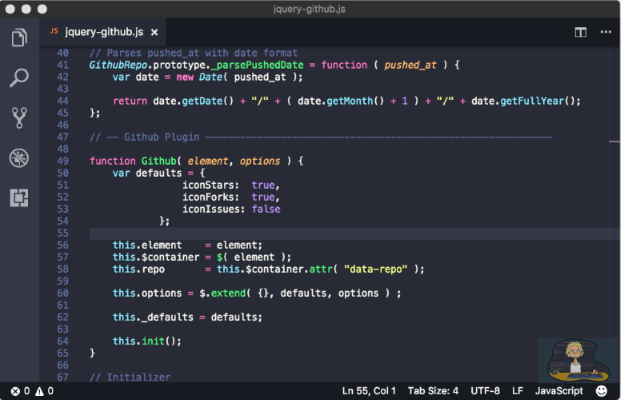 jquery-github.js
JS jquery-github.js ×
40 // Parses pushed_at with date format
41 GithubRepo.prototype._parsePushedDate = function ( pushed_at ) {
42 var date = new Date( pushed_at );
43
44 return date.getDate() + "/" + ( date.getMonth() + 1 ) + "/" + date.getFullYear();
45 };
46
47 // -- Github Plugin ------------------------------------------------------------
48
49 function Github( element, options ) {
50 var defaults = {
51 iconStars: true,
52 iconForks: true,
53 iconIssues: false
54 };
55
56 this.element = element;
57 this.$container = $( element );
58 this.repo = this.$container.attr( "data-repo" );
59
60 this.options = $.extend( {}, defaults, options ) ;
61
62 this._defaults = defaults;
63
64 this.init();
65 }
66
67 // Initializer
0 0 Ln 55, Col 1 Tab Size: 4 UTF-8 LF JavaScript